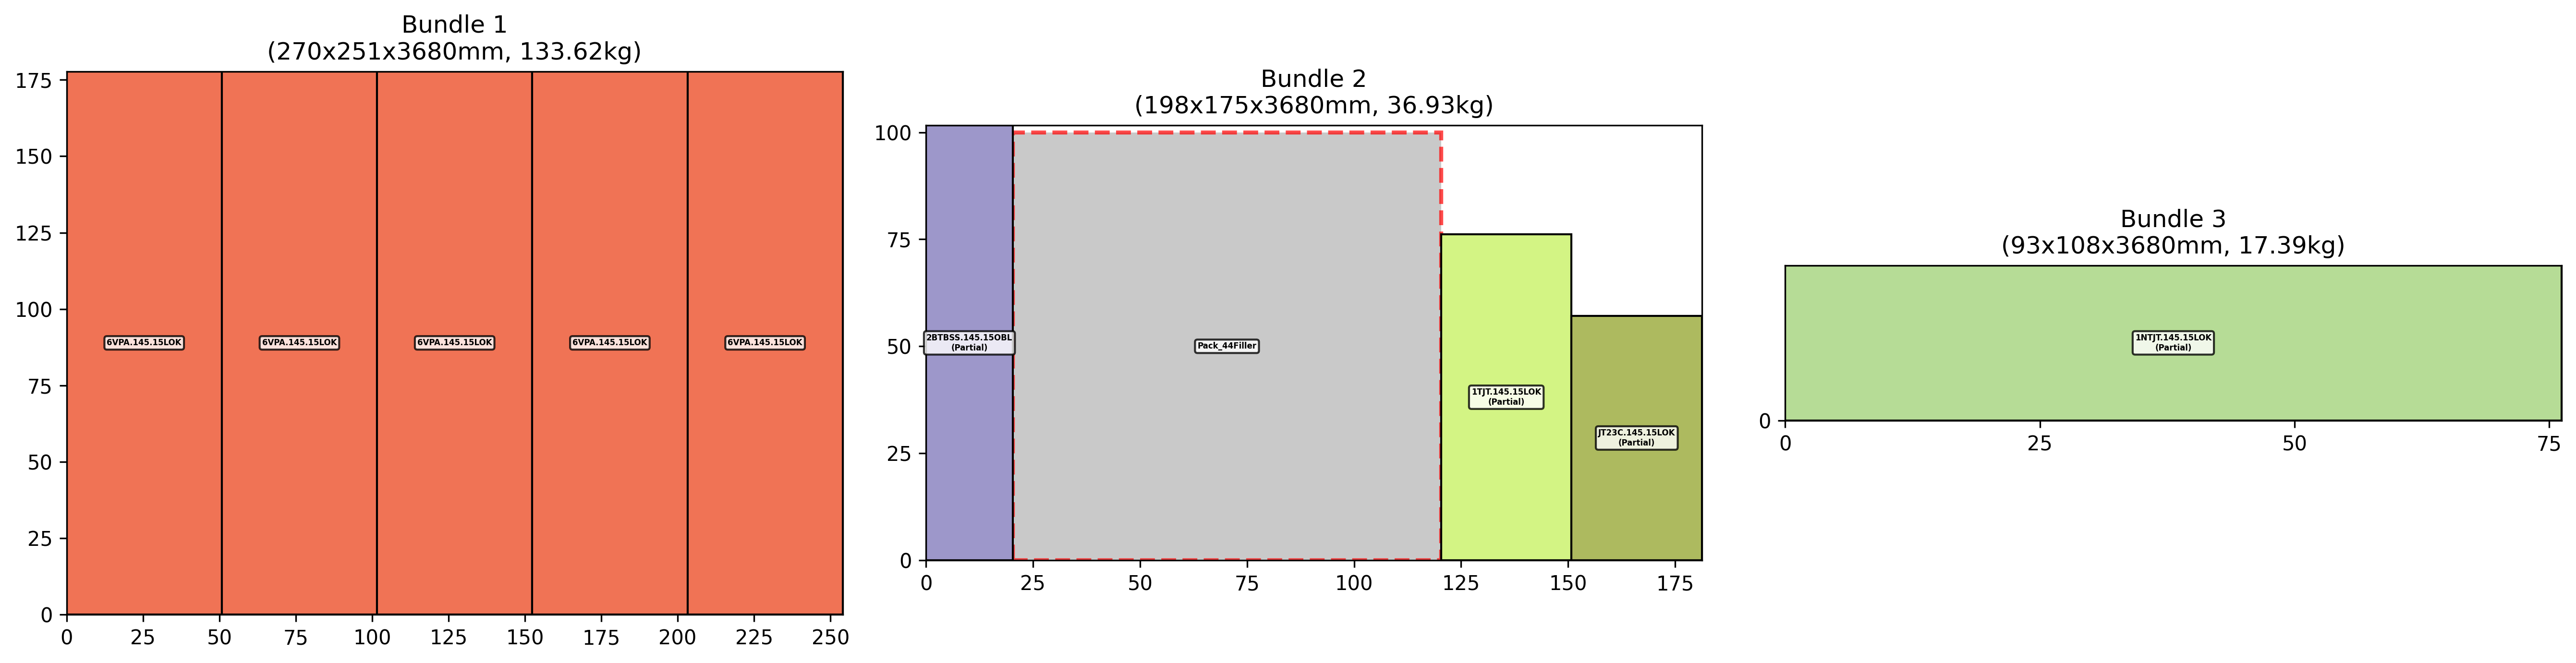 Bundle 1
(270x251x3680mm, 133.62kg)
175
150
125
100
75
50
25
0
6VPA.145.15LOK
6VPA.145.15LOK
6VPA.145.15LOK
6VPA.145.15LOK
6VPA.145.15LOK
0 25 50 75 100 125 150 175 200 225 250
Bundle 2
(198x175x3680mm, 36.93kg)
100
75
50
25
0
2BTBSS.145.15OBL
(Partial)
Pack_44Filler
1TJT.145.15LOK
(Partial)
JT23C.145.15LOK
(Partial)
0 25 50 75 100 125 150 175
Bundle 3
(93x108x3680mm, 17.39kg)
0
1NTJT.145.15LOK
(Partial)
0 25 50 75